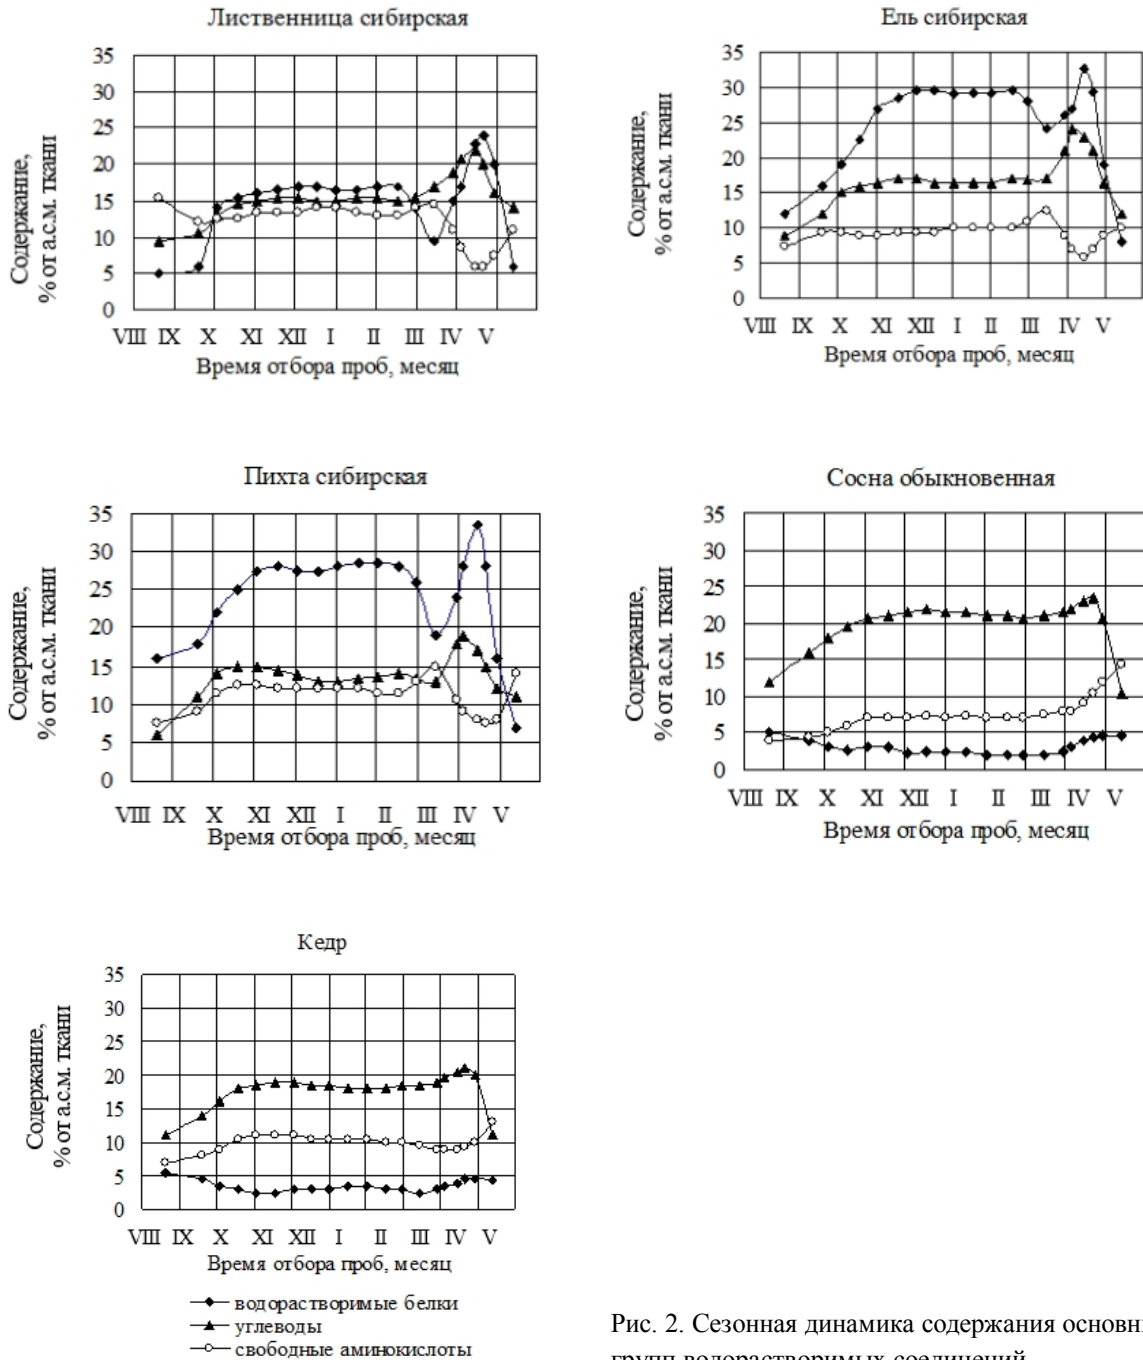 Лиственница сибирская
Содержание,
% от а.с.м. ткани
35
30
25
20
15
10
5
0
VIII IX X XI XII I II III IV V
Время отбора проб, месяц
Ель сибирская
Содержание,
% от а.с.м. ткани
35
30
25
20
15
10
5
0
VIII IX X XI XII I II III IV V
Время отбора проб, месяц
Пихта сибирская
Содержание,
% от а.с.м. ткани
35
30
25
20
15
10
5
0
VIII IX X XI XII I II III IV V
Время отбора проб, месяц
Сосна обыкновенная
Содержание,
% от а.с.м. ткани
35
30
25
20
15
10
5
0
VIII IX X XI XII I II III IV V
Время отбора проб, месяц
Кедр
Содержание,
% от а.с.м. ткани
35
30
25
20
15
10
5
0
VIII IX X XI XII I II III IV V
Время отбора проб, месяц
водорастворимые белки
углеводы
свободные аминокислоты
Рис. 2. Сезонная динамика содержания
групп водорастворимых соединений